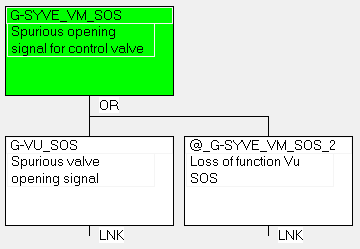 G-SYVE_VM_SOS
Spurious opening
signal for control valve
OR
G-VU_SOS
Spurious valve
opening signal
LNK
@_G-SYVE_VM_SOS_2
Loss of function Vu
SOS
LNK